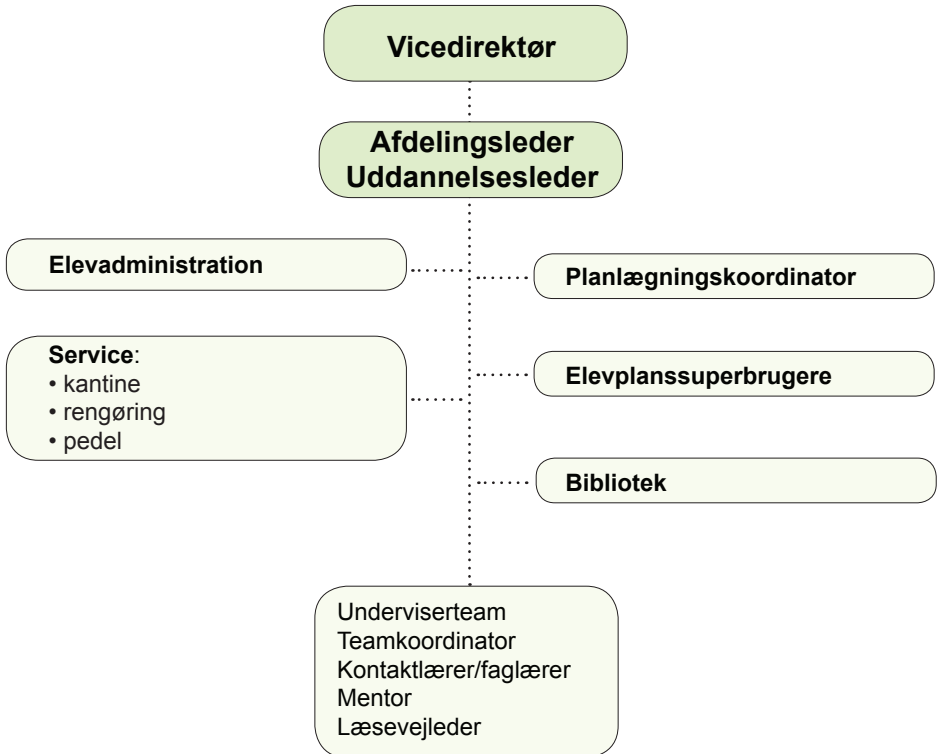 Vicedirektør
Afdelingsleder
Uddannelsesleder
Elevadministration
Planlægningskoordinator
Service:
• kantine
• rengøring
• pedel
Elevplanssuperbrugere
Bibliotek
Underviserteam
Teamkoordinator
Kontaktlærer/faglærer
Mentor
Læsevejleder